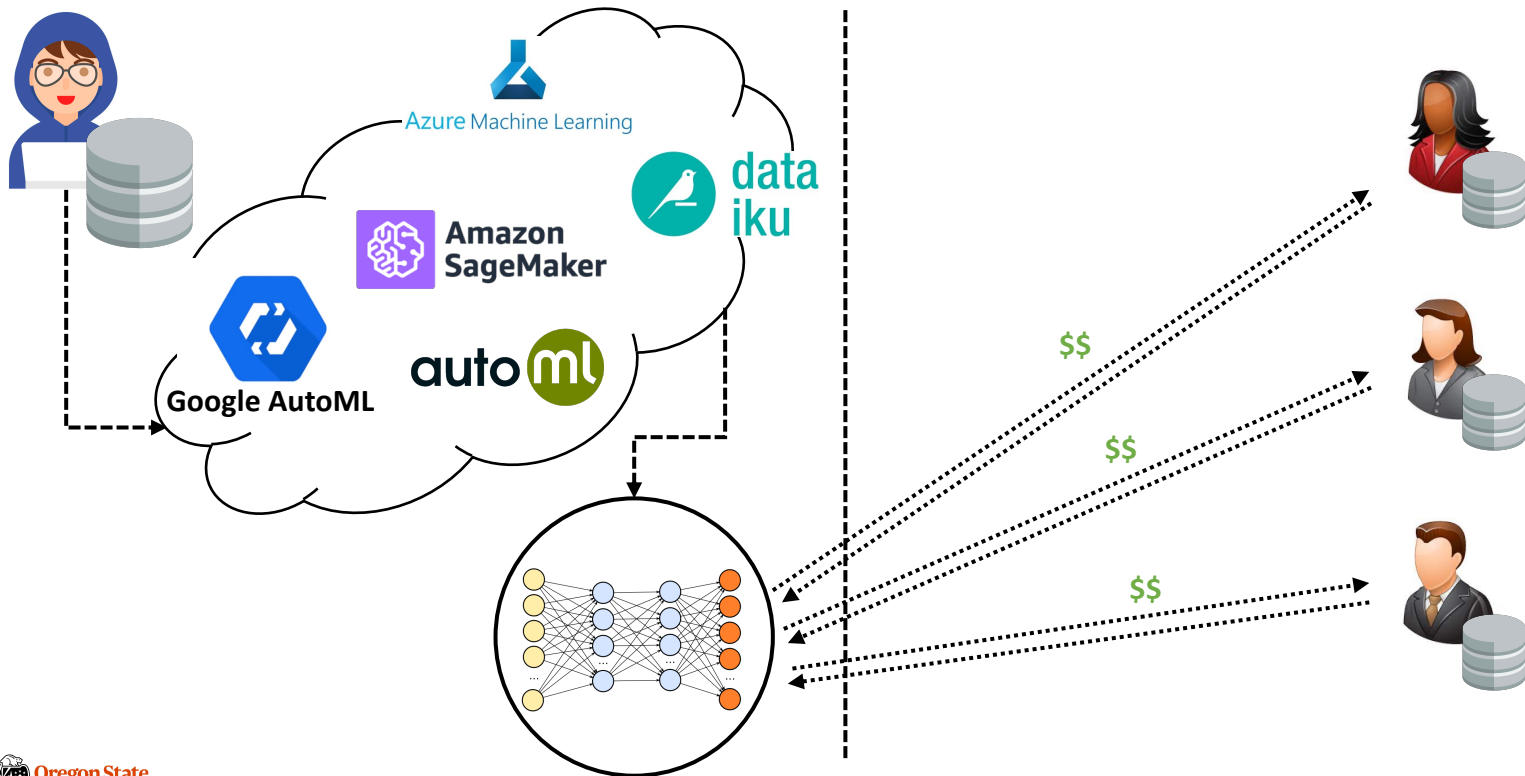 Azure Machine Learning
data
iku
Amazon
SageMaker
auto ml
Google AutoML
$$
$$
$$
...
...
...
...
Oregon State